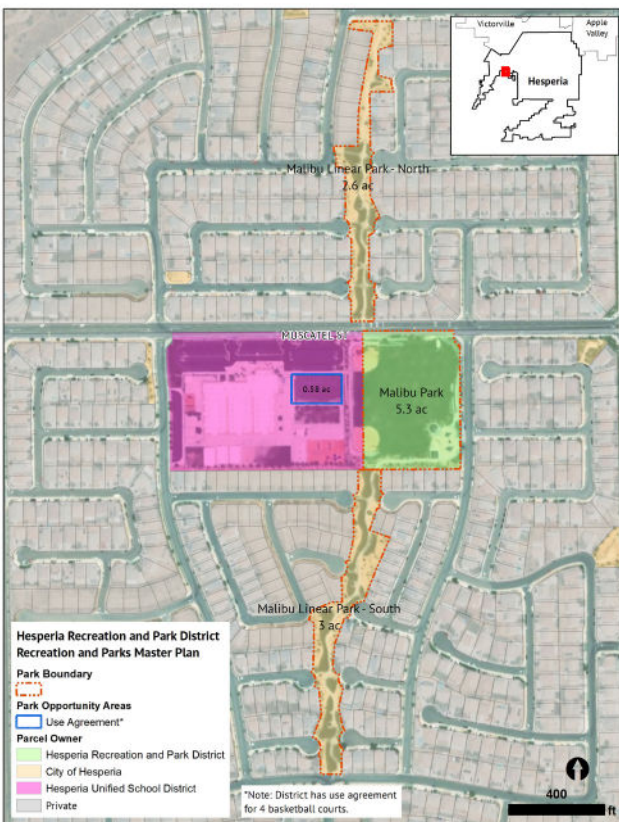 Victorville
Apple
Valley
Hesperia
Malibu Linear Park - North
2.6 ac
MUSCATEL ST
0.58 ac
Malibu Park
5.3 ac
Malibu Linear Park - South
3 ac
Hesperia Recreation and Park District
Recreation and Parks Master Plan
Park Boundary
Park Opportunity Areas
Use Agreement*
Parcel Owner
Hesperia Recreation and Park District
City of Hesperia
Hesperia Unified School District
Private
*Note: District has use agreement
for 4 basketball courts.
400
ft